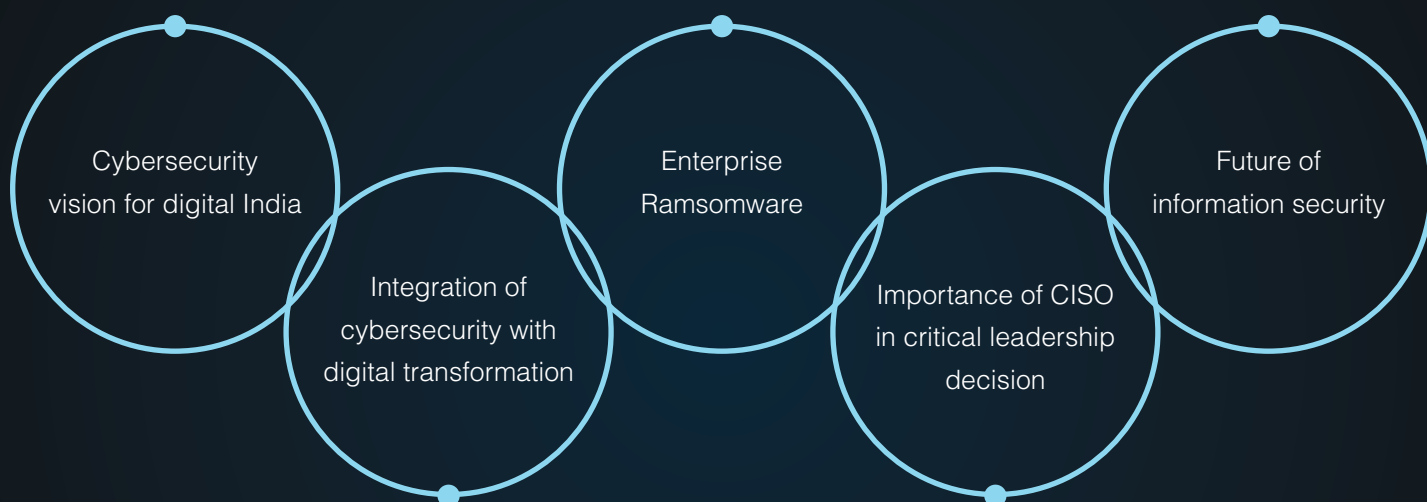 Cybersecurity
vision for digital India
Integration of
cybersecurity with
digital transformation
Enterprise
Ramsomware
Importance of CISO
in critical leadership
decision
Future of
information security